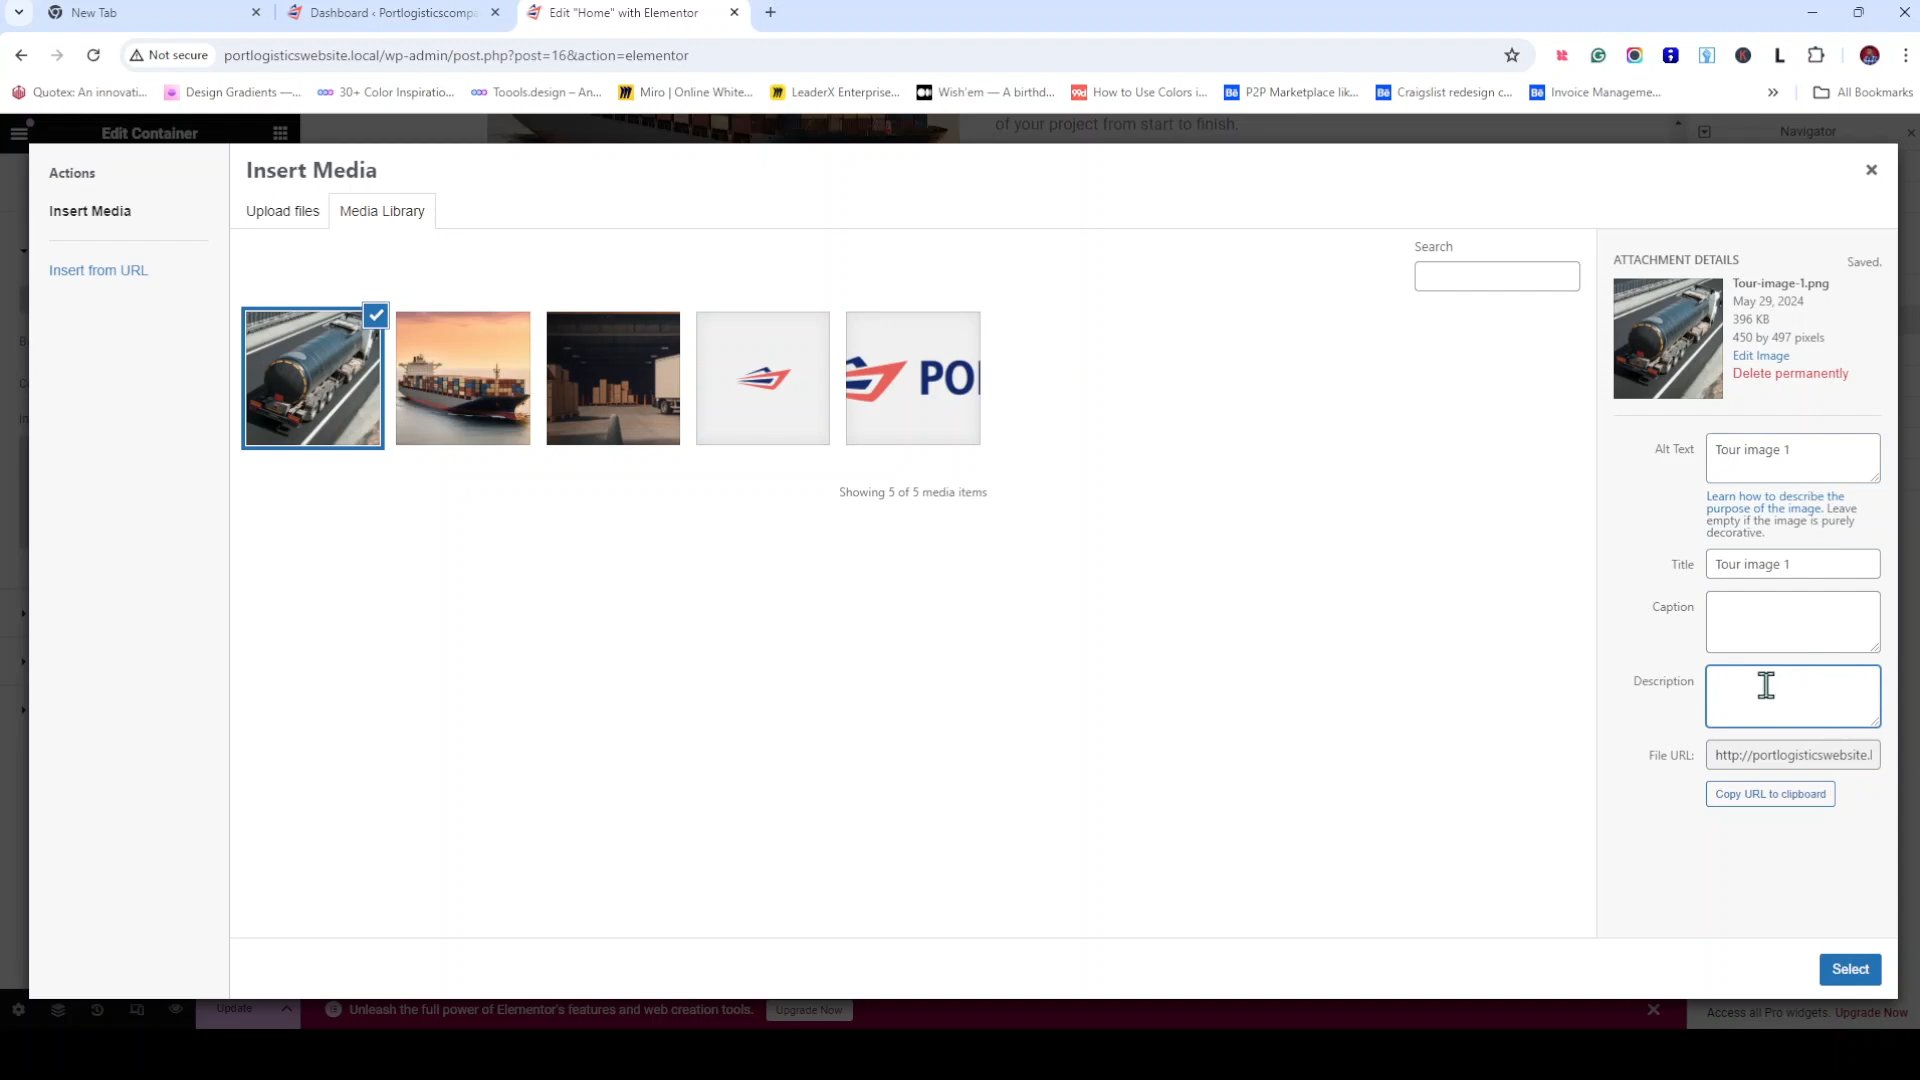 New Tab
Dashboard ‹ Portlogisticscompa
Edit "Home" with Elementor
Not secure
portlogisticswebsite.local/wp-admin/post.php?post=16&action=elementor
Quotex: An innovati...
Design Gradients —...
30+ Color Inspiratio...
Toools.design – An...
Miro | Online White...
LeaderX Enterprise...
Wish'em — A birthd...
How to Use Colors i...
P2P Marketplace lik...
Craigslist redesign c...
Invoice Manageme...
All Bookmarks
Edit Container
of your project from start to finish.
Navigator
Actions
Insert Media
Insert from URL
Insert Media
Upload files
Media Library
Search
PO
Showing 5 of 5 media items
ATTACHMENT DETAILS
Saved.
Tour-image-1.png
May 29, 2024
396 KB
450 by 497 pixels
Edit Image
Delete permanently
Alt Text
Tour image 1
Learn how to describe the
purpose of the image. Leave
empty if the image is purely
decorative.
Title
Tour image 1
Caption
Description
File URL:
http://portlogisticswebsite.l
Copy URL to clipboard
Select
Update
Unleash the full power of Elementor's features and web creation tools.
Upgrade Now
Access all Pro widgets. Upgrade Now